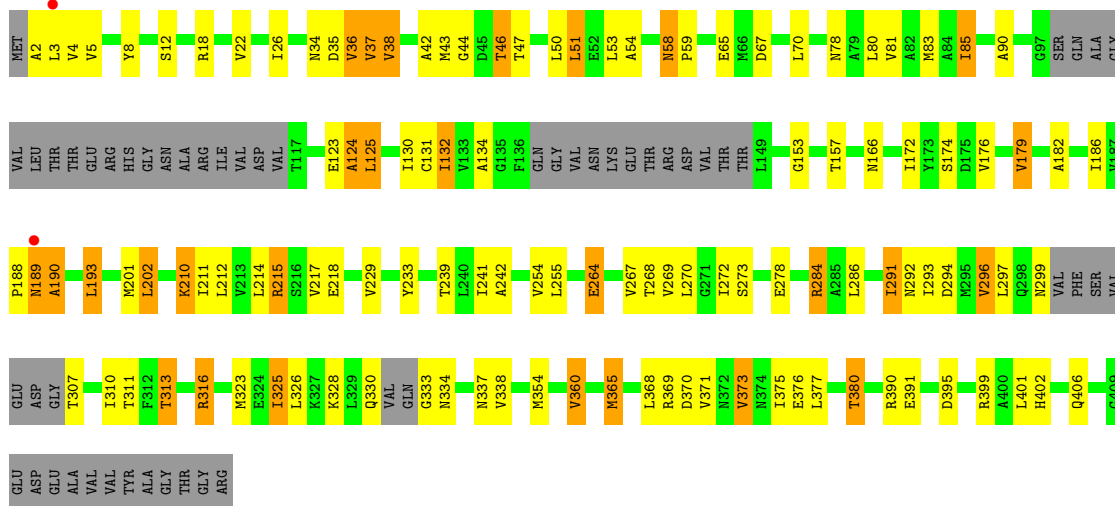 MET A2 L3 V4 V5 Y8 S12 R18 V22 I26 N34 D35 V36 V37 V38 A42 M43 G44 D45 T46 T47 L50 L51 E52 L53 A54 N58 P59 E65 M66 D67 L70 N78 A79 L80 V81 A82 M83 A84 I85 A90 G97 SER GLN ALA GLY
VAL LEU THR THR GLU ARG HIS GLY ASN ALA ARG ILE VAL ASP VAL T117 E123 A124 L125 I130 C131 I132 V133 A134 G135 F136 GLN GLY VAL ASN LYS GLU THR ARG ASP VAL THR THR L149 G153 T157 N166 I172 Y173 S174 D175 V176 V179 A182 I186 V187
P188 N189 A190 L193 M201 L202 K210 I211 L212 V213 L214 R215 S216 V217 E218 V229 Y233 T239 L240 I241 A242 V254 L255 E264 V267 T268 V269 L270 G271 I272 S273 E278 R284 A285 L286 I291 N292 I293 D294 M295 V296 L297 Q298 N299 VAL PHE SER VAL
GLU ASP GLY T307 I310 T311 F312 T313 R316 M323 E324 I325 L326 K327 K328 L329 Q330 VAL GLN G333 N334 N337 V338 M354 V360 M365 L368 R369 D370 V371 N372 V373 N374 I375 E376 L377 T380 R390 E391 D395 R399 A400 L401 H402 Q406 G409
GLU ASP GLU ALA VAL VAL TYR ALA GLY THR GLY ARG